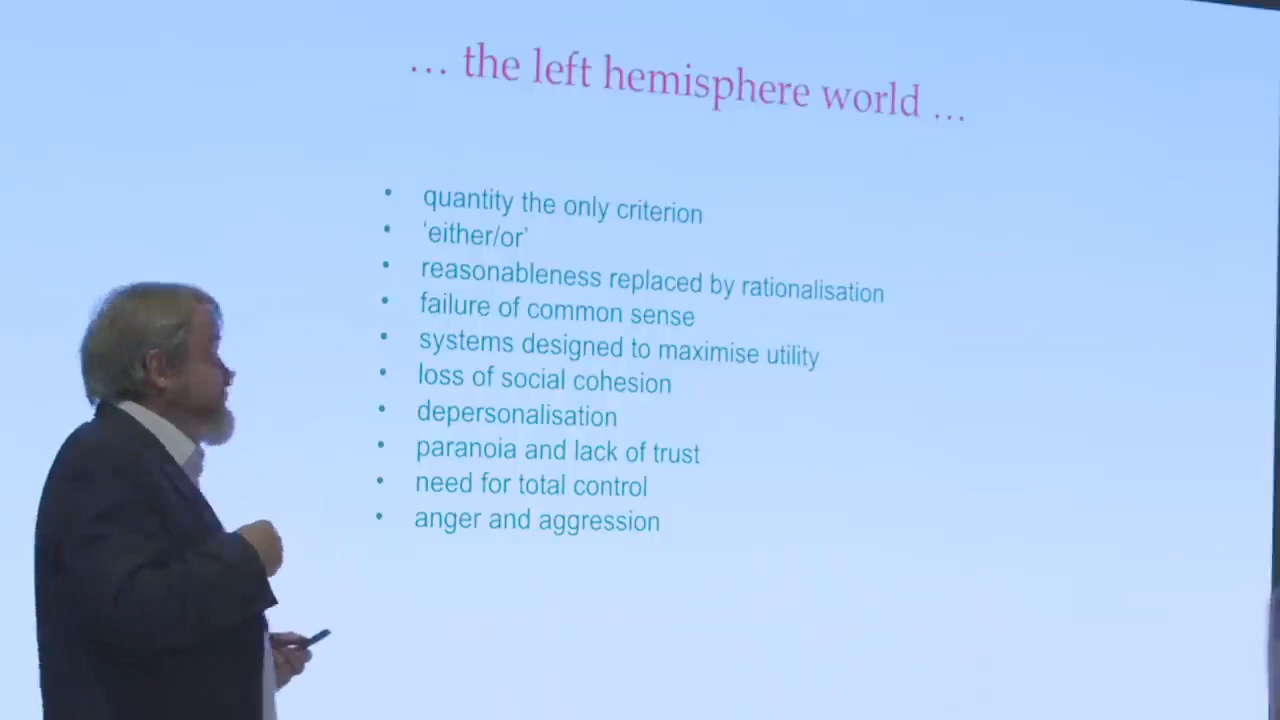 … the left hemisphere world …
• quantity the only criterion
• ‘either/or’
• reasonableness replaced by rationalisation
• failure of common sense
• systems designed to maximise utility
• loss of social cohesion
• depersonalisation
• paranoia and lack of trust
• need for total control
• anger and aggression